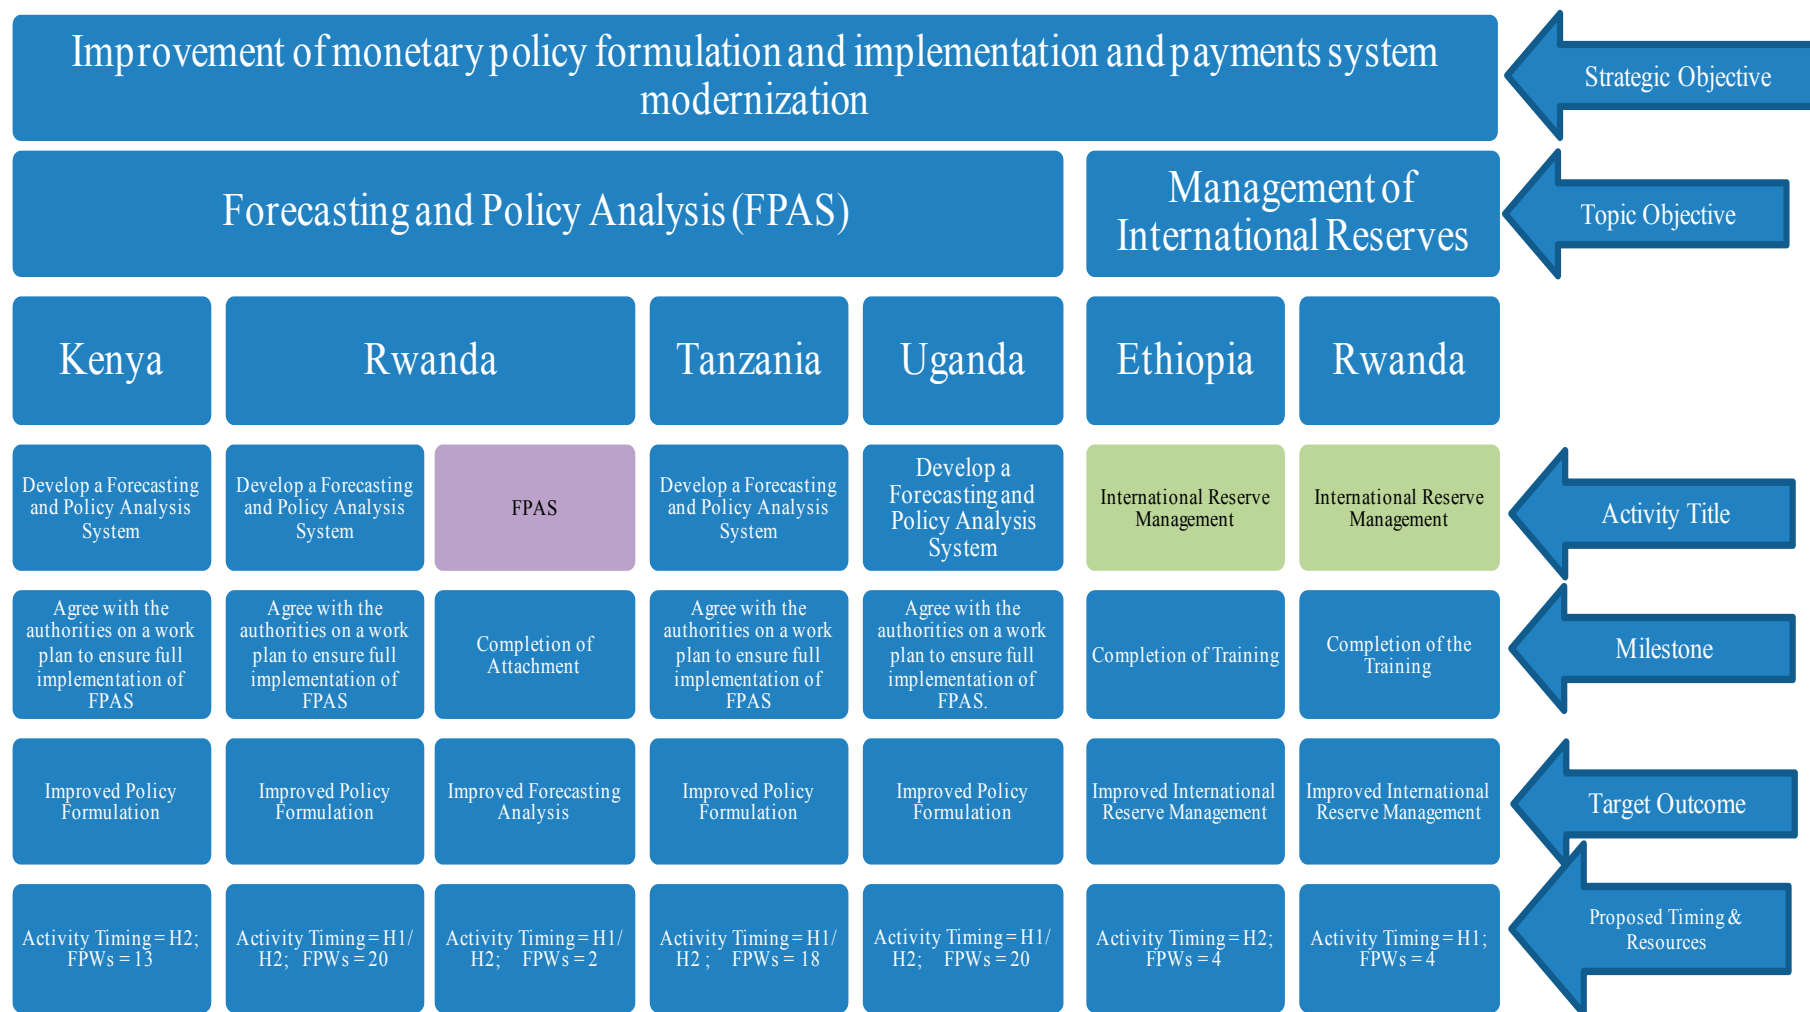 Improvement of monetary policy formulation and implementation and payments system
modernization
Strategic Objective
Forecasting and Policy Analysis (FPAS)
Management of
International Reserves
Topic Objective
Kenya
Rwanda
Tanzania
Uganda
Ethiopia
Rwanda
Develop a Forecasting
and Policy Analysis
System
Develop a Forecasting
and Policy Analysis
System
FPAS
Develop a Forecasting
and Policy Analysis
System
Develop a
Forecasting and
Policy Analysis
System
International Reserve
Management
International Reserve
Management
Activity Title
Agree with the
authorities on a work
plan to ensure full
implementation of
FPAS
Agree with the
authorities on a work
plan to ensure full
implementation of
FPAS
Completion of
Attachment
Agree with the
authorities on a work
plan to ensure full
implementation of
FPAS
Agree with the
authorities on a work
plan to ensure full
implementation of
FPAS.
Completion of Training
Completion of the
Training
Milestone
Improved Policy
Formulation
Improved Policy
Formulation
Improved Forecasting
Analysis
Improved Policy
Formulation
Improved Policy
Formulation
Improved International
Reserve Management
Improved International
Reserve Management
Target Outcome
Activity Timing = H2;
FPWs = 13
Activity Timing = H1/
H2; FPWs = 20
Activity Timing = H1/
H2; FPWs = 2
Activity Timing = H1/
H2 ; FPWs = 18
Activity Timing = H1/
H2; FPWs = 20
Activity Timing = H2;
FPWs = 4
Activity Timing = H1;
FPWs = 4
Proposed Timing &
Resources